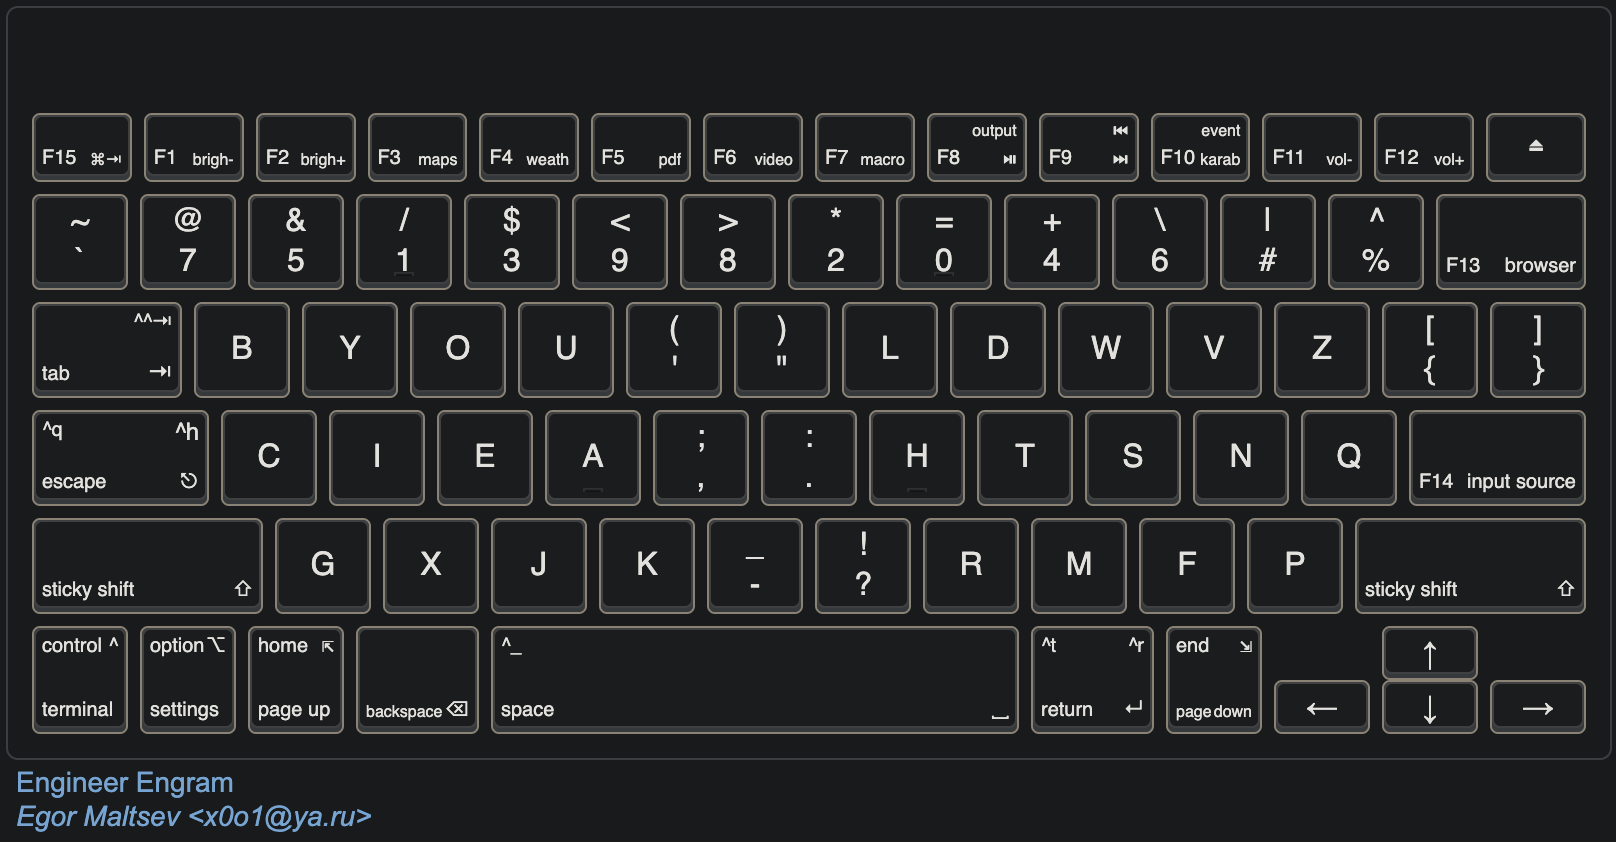 output ⏮ event
F15 ⌘⇥ F1 brigh- F2 brigh+ F3 maps F4 weath F5 pdf F6 video F7 macro F8 ⏯ F9 ⏭ F10 karab F11 vol- F12 vol+ ⏏
~ @ & / $ < > * = + \ | ^
` 7 5 1 3 9 8 2 0 4 6 # % F13 browser
^^⇥ ( ) [ ]
B Y O U L D W V Z
tab ⇥ ' " { }
^q ^h ; :
C I E A H T S N Q
escape ⎋ , . F14 input source
_ !
G X J K R M F P
sticky shift ⇧ - ? sticky shift ⇧
control ^ option ⌥ home ⇱ ^_ ^t ^r end ⇲ ↑
terminal settings page up backspace ⌫ space ⎵ return ↵ page down ← ↓ →
Engineer Engram
Egor Maltsev <x0o1@ya.ru>